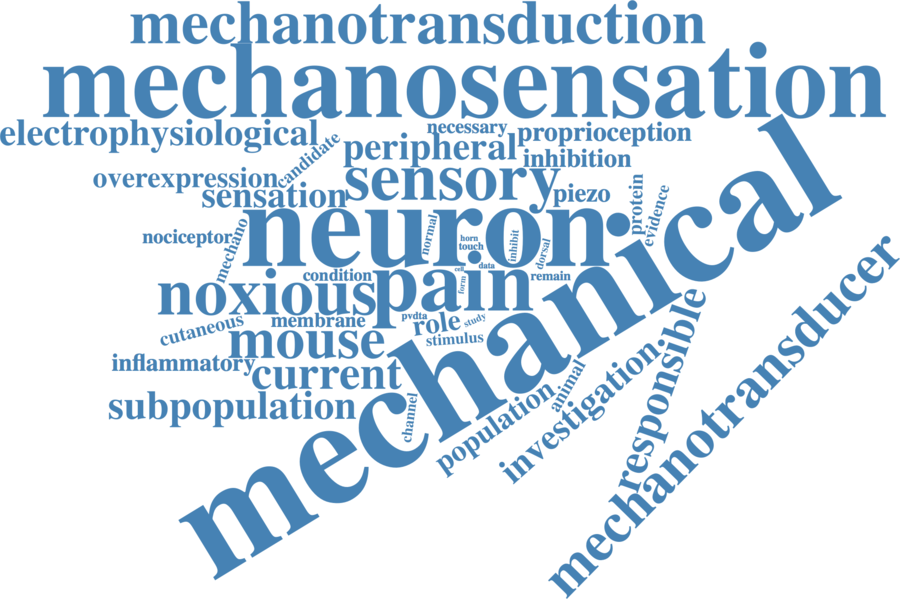 mechanotransduction
mechanosensation
electrophysiological
necessary
proprioception
candidate
peripheral
inhibition
overexpression
sensation
sensory
piezo
protein
evidence
mechanical
neuron
normal
horn
touch
inhibit
dorsal
nociceptor
mechano
condition
pain
cell
data
form
remain
noxious
cutaneous
membrane
pvdta
role
study
stimulus
mouse
inflammatory
current
subpopulation
channel
population
animal
investigation
responsible
mechanotransducer